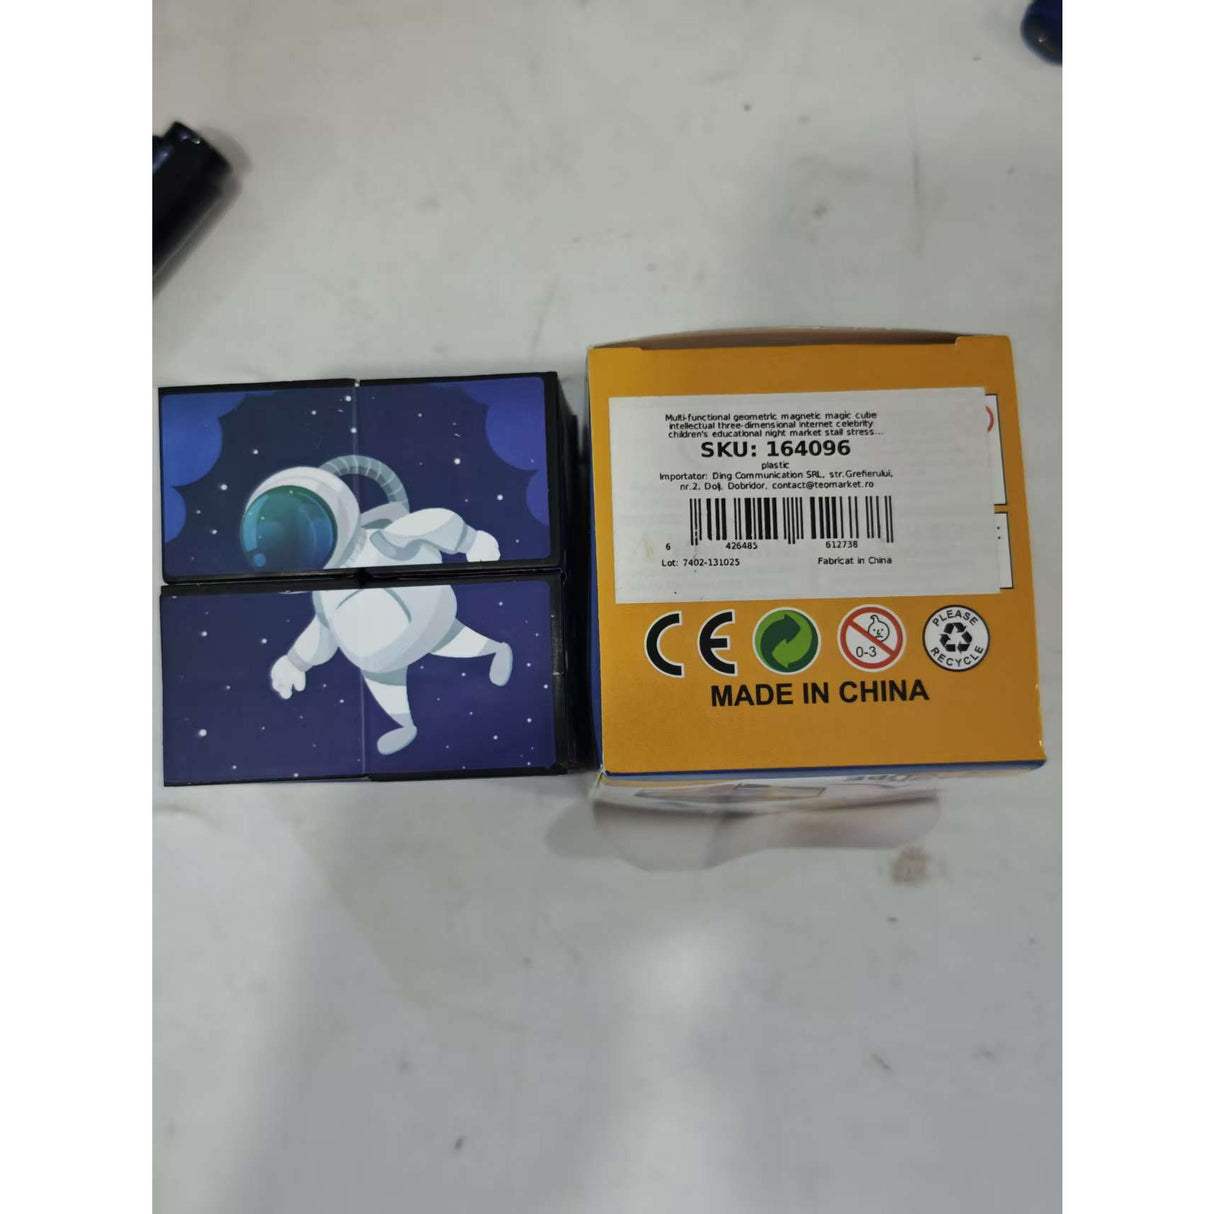 Multi-functional geometric magnetic magic cube
intellectual three-dimensional internet celebrity
children's educational night market stall stress...
SKU: 164096
plastic
Importator: Ding Communication SRL, str.Grefierului,
nr.2, Dolj, Dobridor, contact@teomarket.ro
6 426485 612738
Lot: 7402-131025 Fabricat in China
CE
0-3
PLEASE RECYCLE
MADE IN CHINA